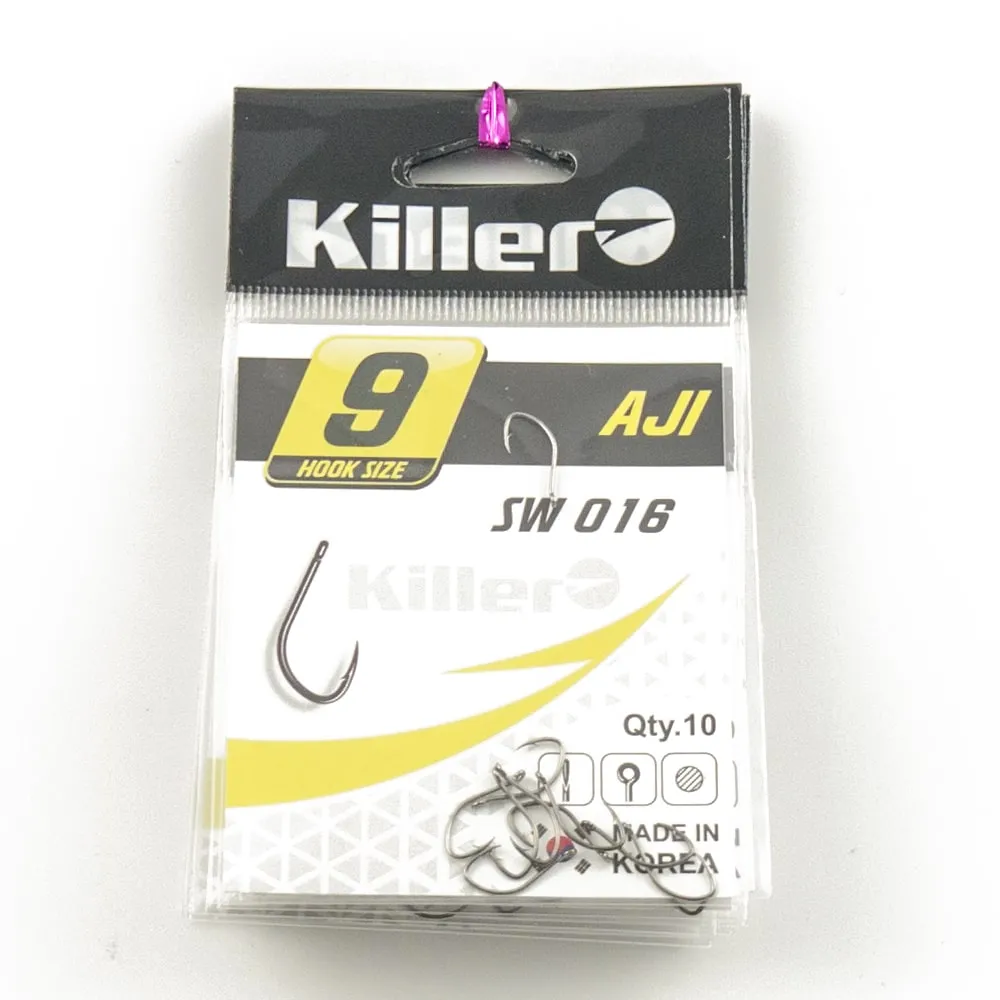 Killer
9
HOOK SIZE
AJI
SW 016
Killer
Qty.10
MADE IN
KOREA